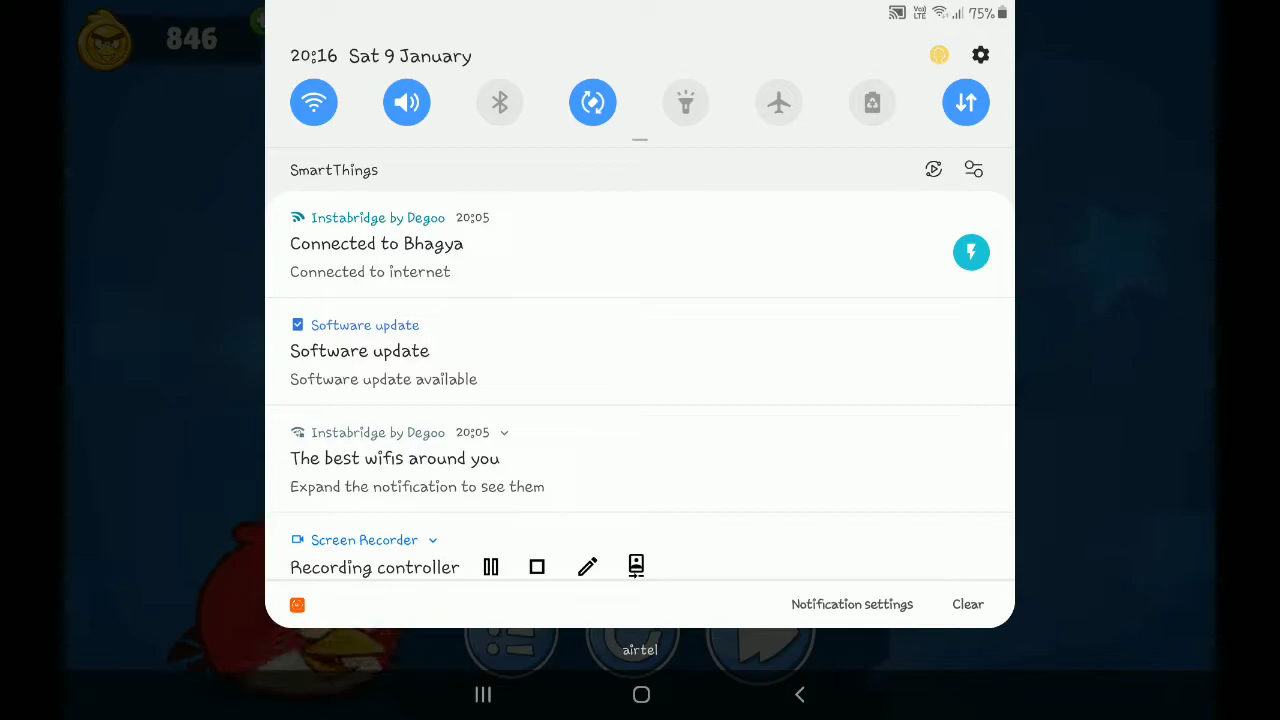 846
VoLTE 75%
20:16 Sat 9 January
SmartThings
Instabridge by Degoo 20:05
Connected to Bhagya
Connected to internet
Software update
Software update
Software update available
Instabridge by Degoo 20:05
The best wifis around you
Expand the notification to see them
Screen Recorder
Recording controller
Notification settings Clear
airtel